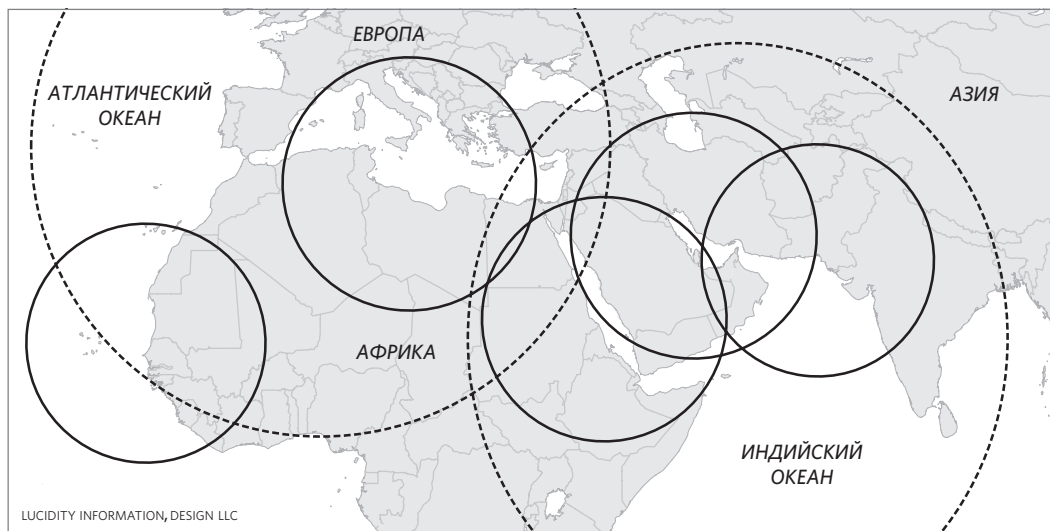 ЕВРОПА
АТЛАНТИЧЕСКИЙ
ОКЕАН
АЗИЯ
АФРИКА
ИНДИЙСКИЙ
ОКЕАН
LUCIDITY INFORMATION, DESIGN LLC